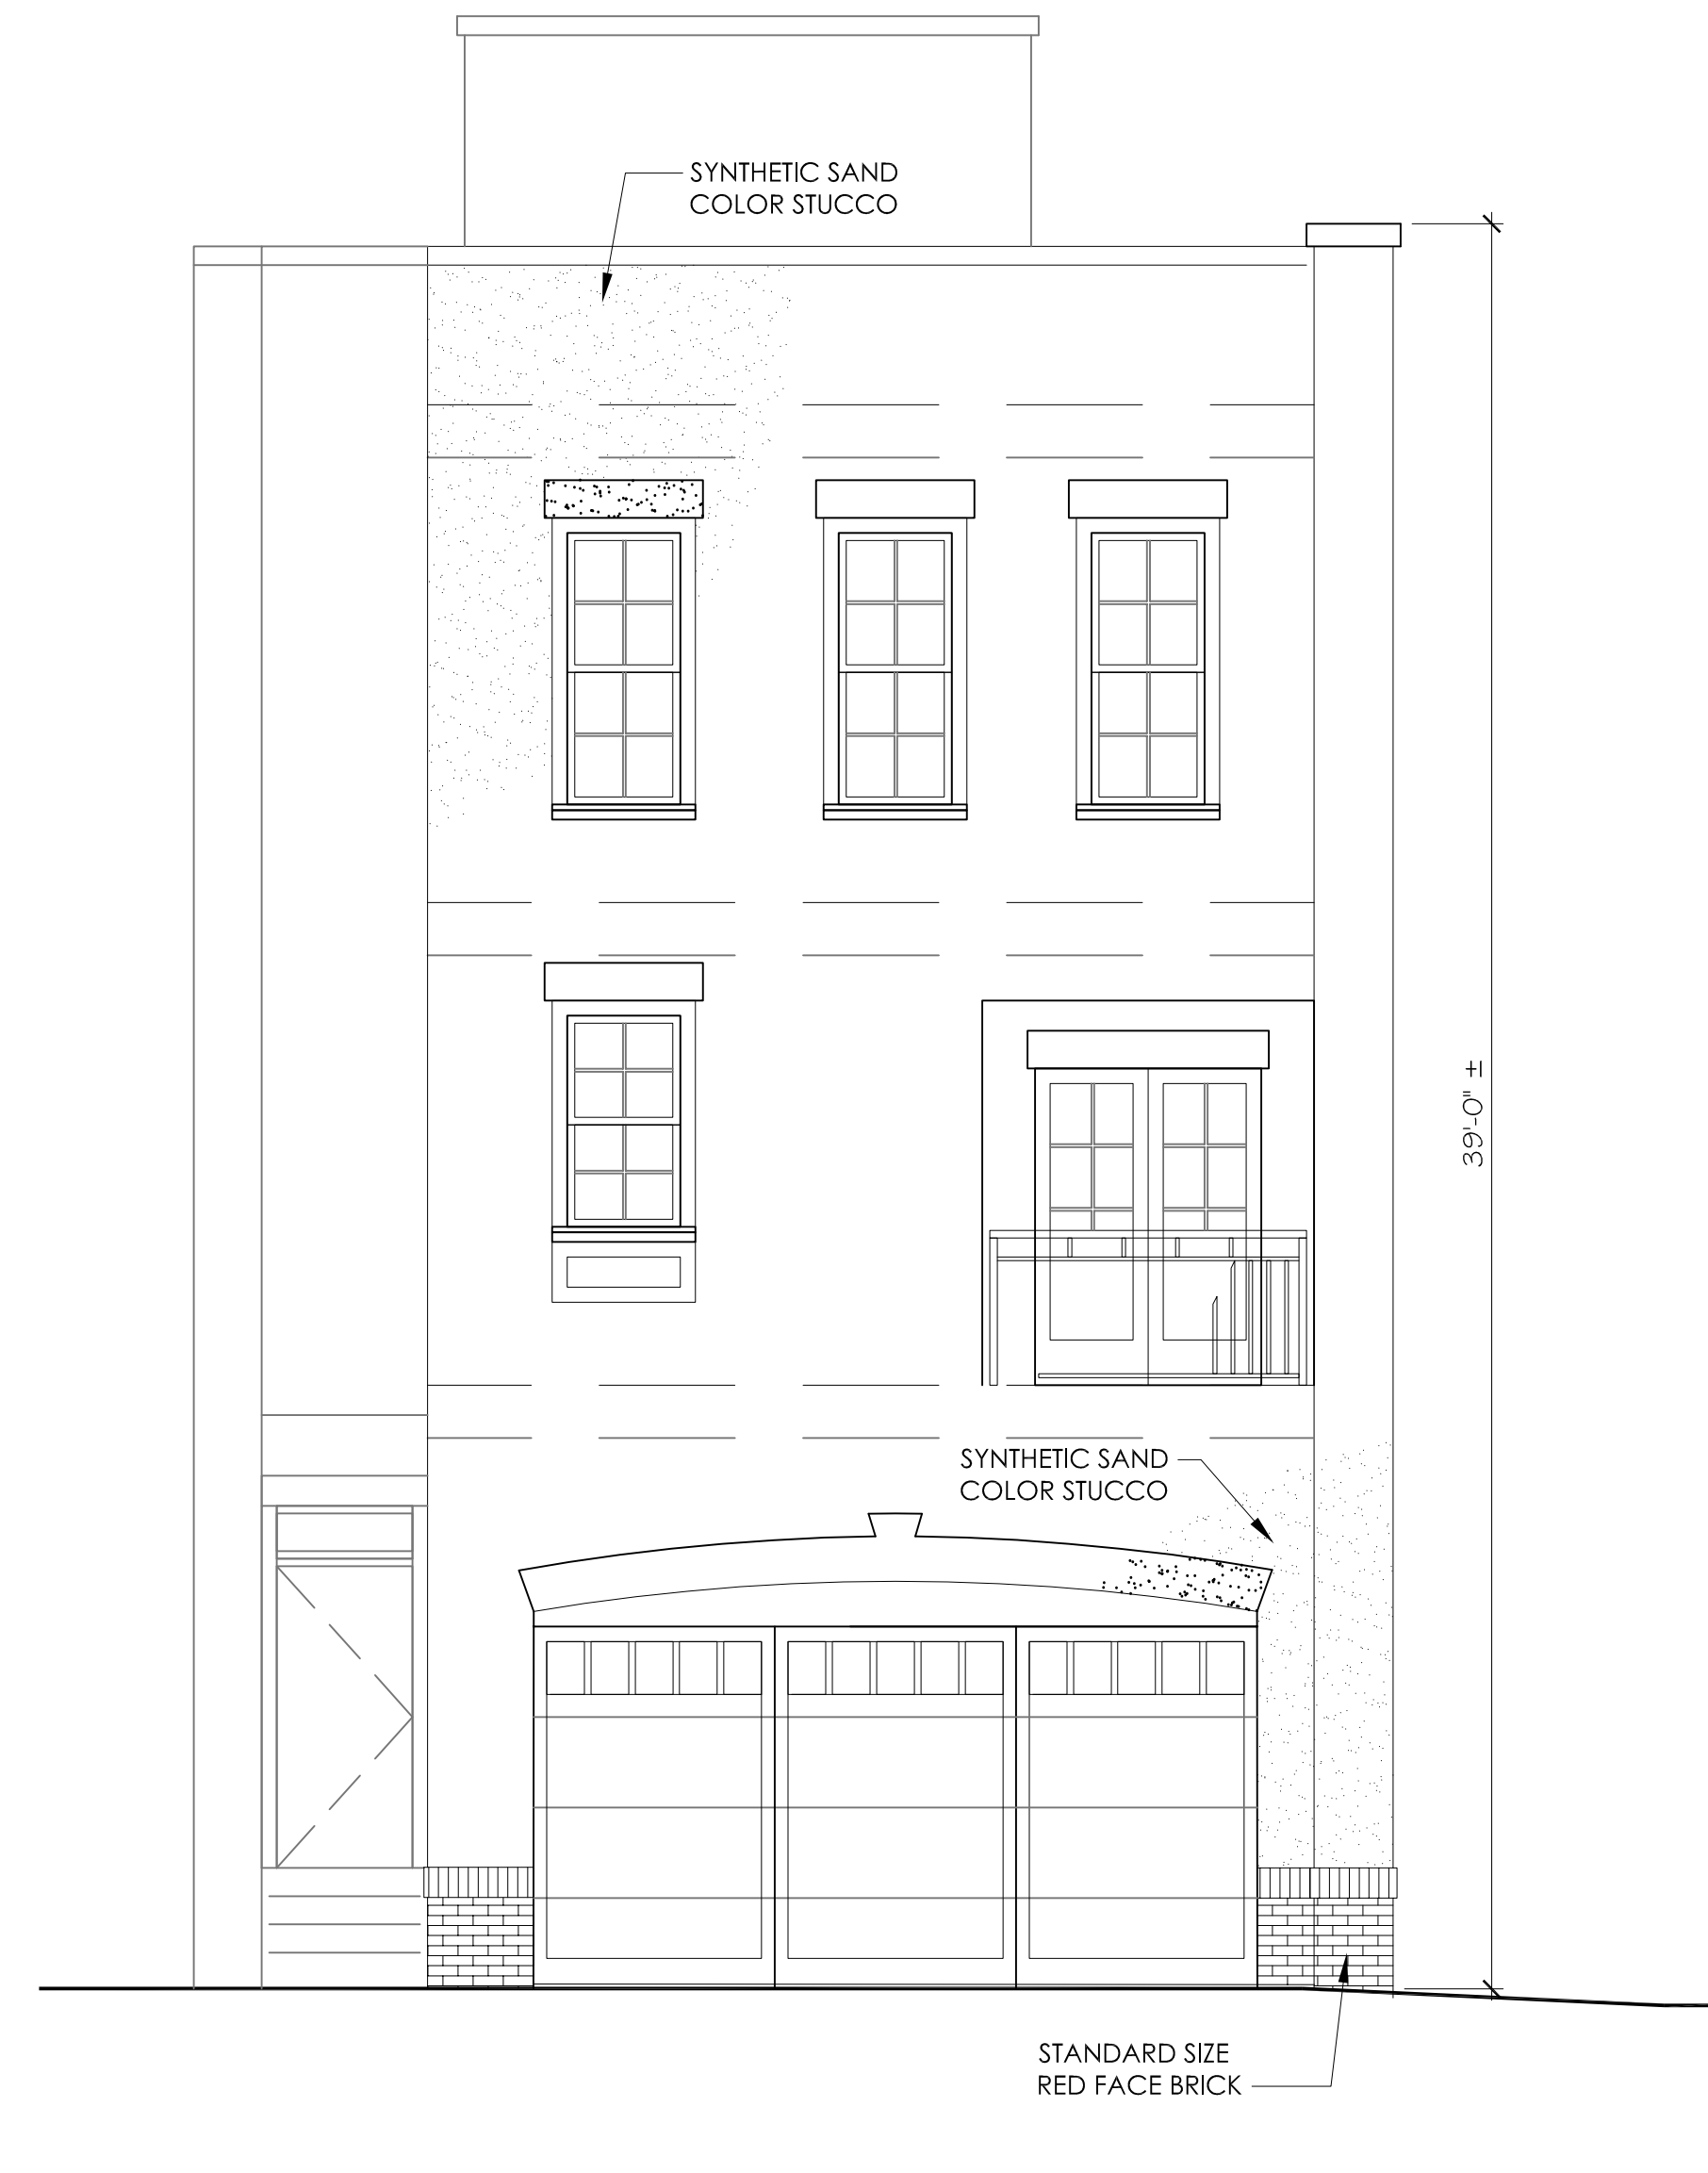 SYNTHETIC SAND
COLOR STUCCO
39'-0" ±
SYNTHETIC SAND
COLOR STUCCO
STANDARD SIZE
RED FACE BRICK